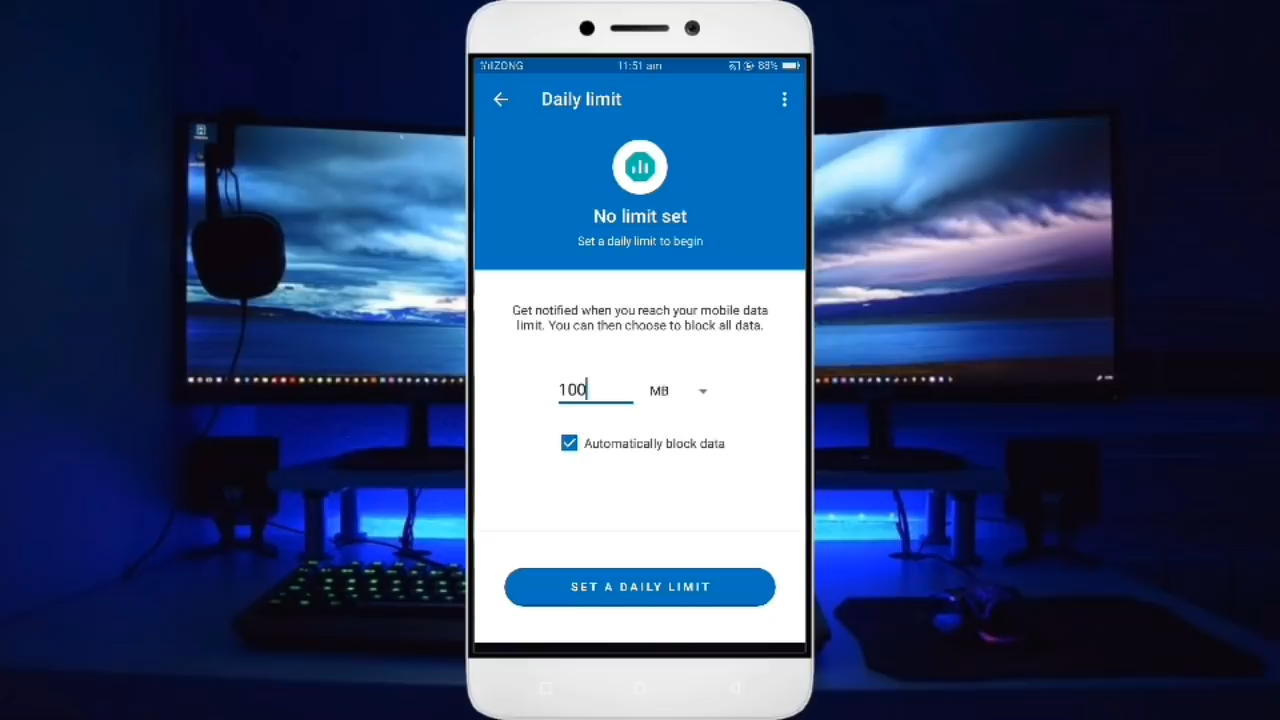 ZONG
11:51 am
88%
Daily limit
No limit set
Set a daily limit to begin
Get notified when you reach your mobile data
limit. You can then choose to block all data.
100
MB
Automatically block data
SET A DAILY LIMIT